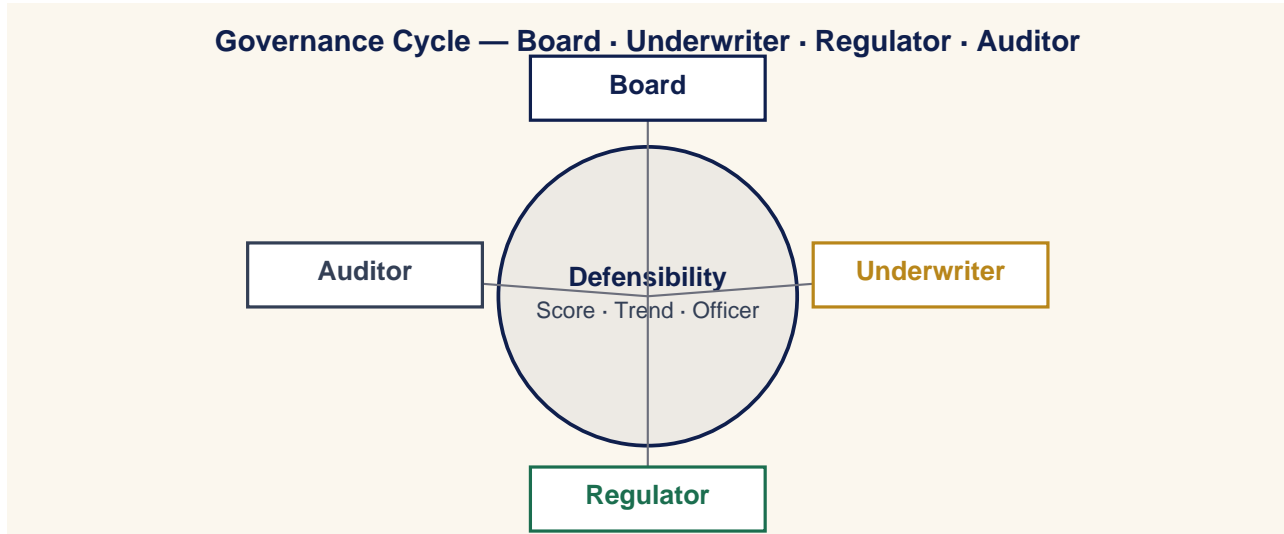 Governance Cycle — Board · Underwriter · Regulator · Auditor
Board
Auditor
Defensibility
Score · Trend · Officer
Underwriter
Regulator